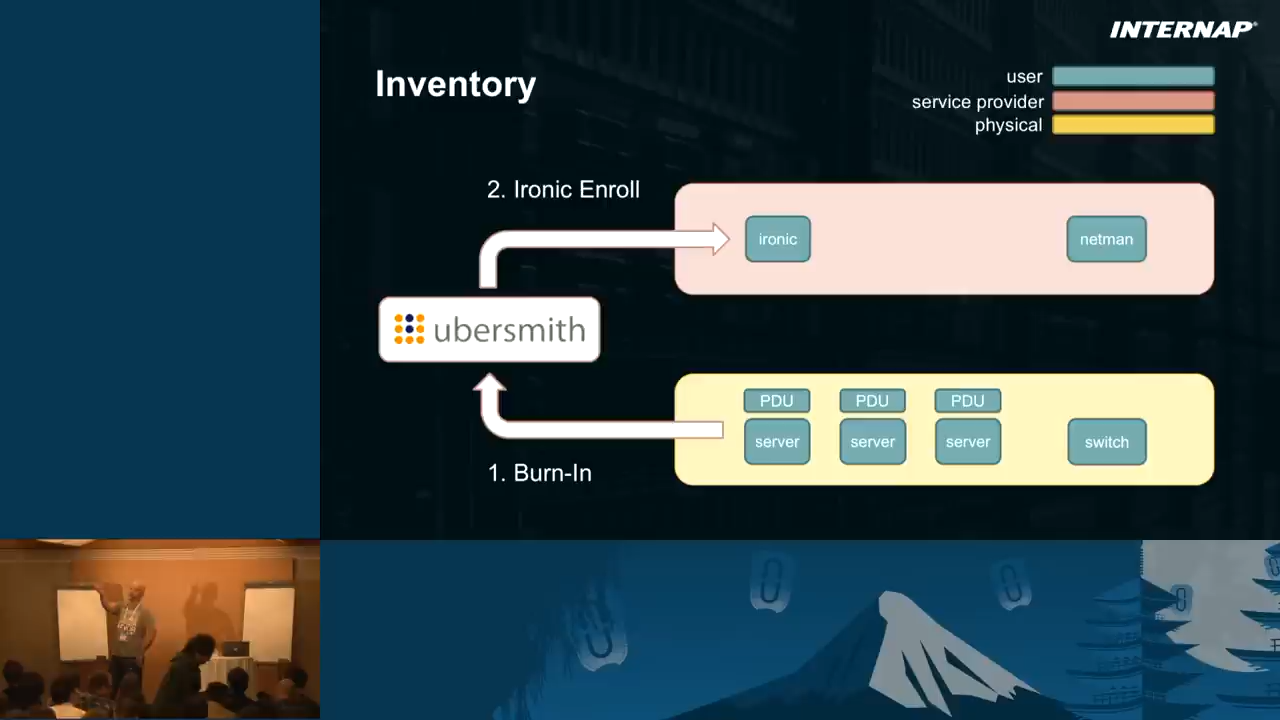 INTERNAP
Inventory
user
service provider
physical
2. Ironic Enroll
ironic
netman
ubersmith
PDU
PDU
PDU
server
server
server
switch
1. Burn-In